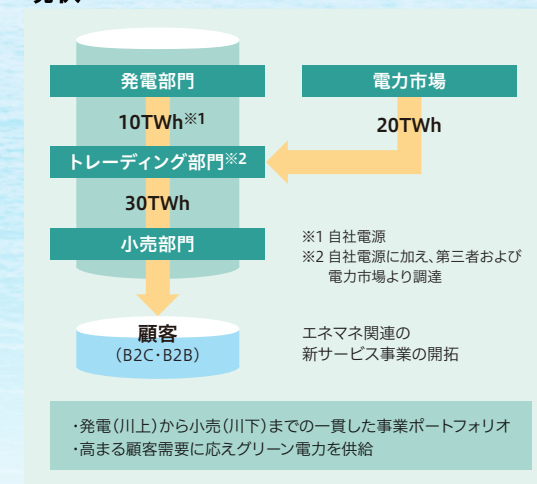 発電部門
電力市場
10TWh※1
20TWh
トレーディング部門※2
30TWh
小売部門
※1 自社電源
※2 自社電源に加え、第三者および
電力市場より調達
顧客
（B2C・B2B）
エネマネ関連の
新サービス事業の開拓
・発電（川上）から小売（川下）までの一貫した事業ポートフォリオ
・高まる顧客需要に応えグリーン電力を供給